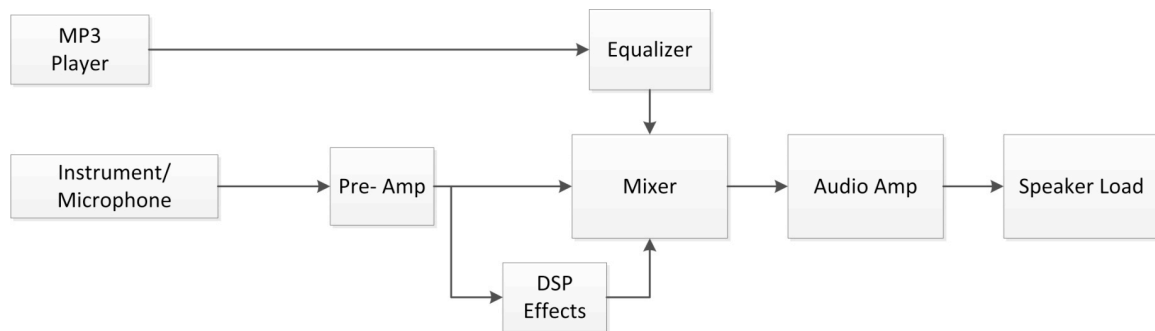 MP3
Player
Equalizer
Instrument/
Microphone
Pre- Amp
Mixer
Audio Amp
Speaker Load
DSP
Effects